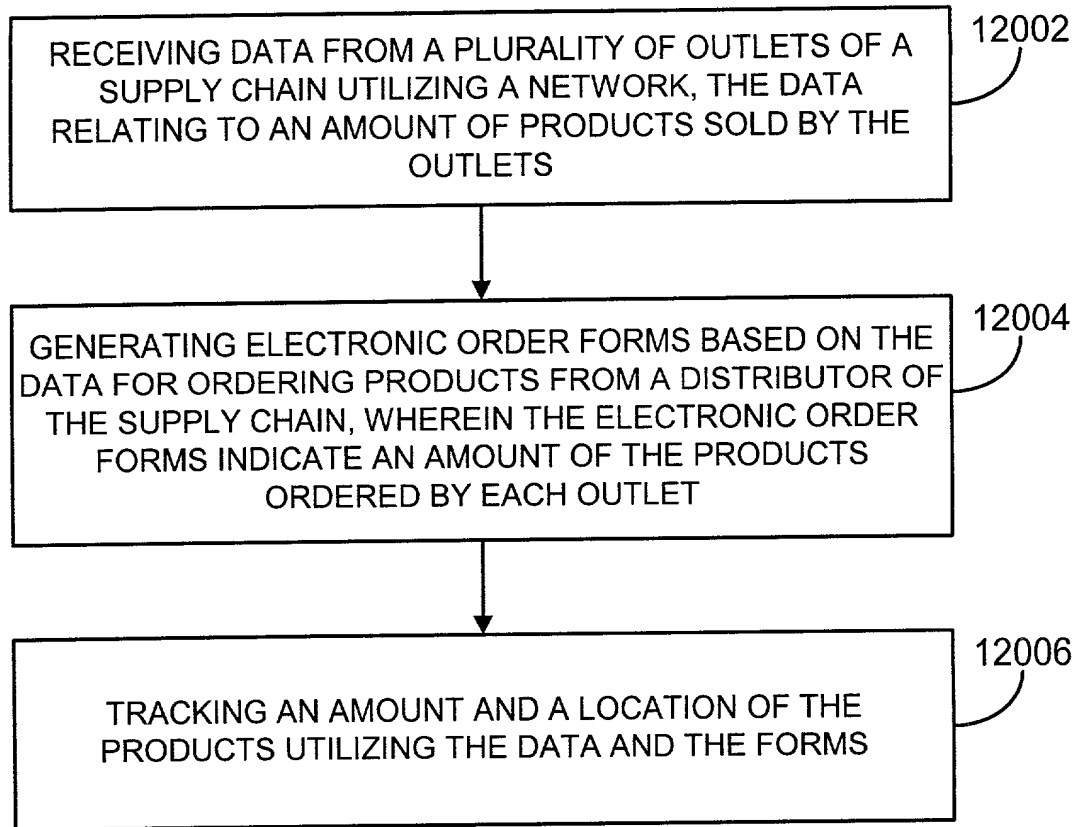 12002
RECEIVING DATA FROM A PLURALITY OF OUTLETS OF A
SUPPLY CHAIN UTILIZING A NETWORK, THE DATA
RELATING TO AN AMOUNT OF PRODUCTS SOLD BY THE
OUTLETS
12004
GENERATING ELECTRONIC ORDER FORMS BASED ON THE
DATA FOR ORDERING PRODUCTS FROM A DISTRIBUTOR OF
THE SUPPLY CHAIN, WHEREIN THE ELECTRONIC ORDER
FORMS INDICATE AN AMOUNT OF THE PRODUCTS
ORDERED BY EACH OUTLET
12006
TRACKING AN AMOUNT AND A LOCATION OF THE
PRODUCTS UTILIZING THE DATA AND THE FORMS